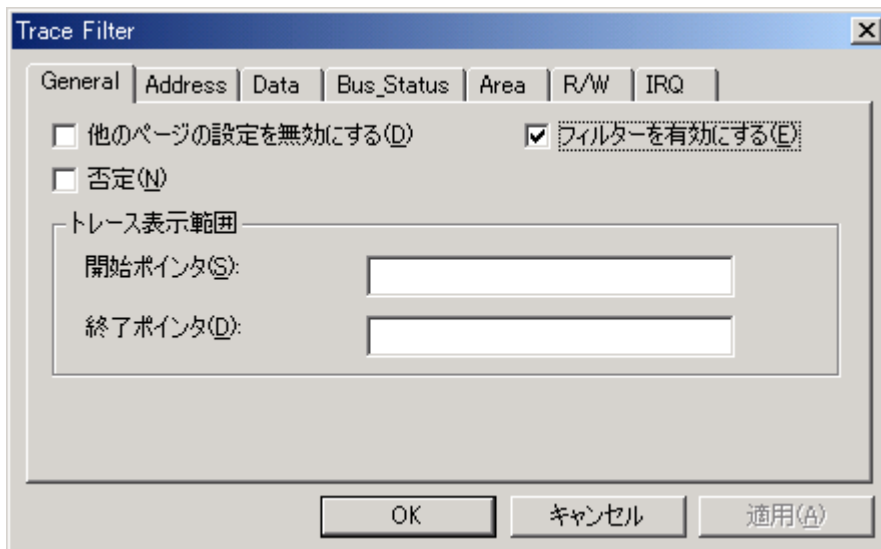 Trace Filter
General Address Data Bus_Status Area R/W IRQ
他のページの設定を無効にする(D) フィルターを有効にする(E)
否定(N)
トレース表示範囲
開始ポインタ(S):
終了ポインタ(D):
OK キャンセル 適用(A)